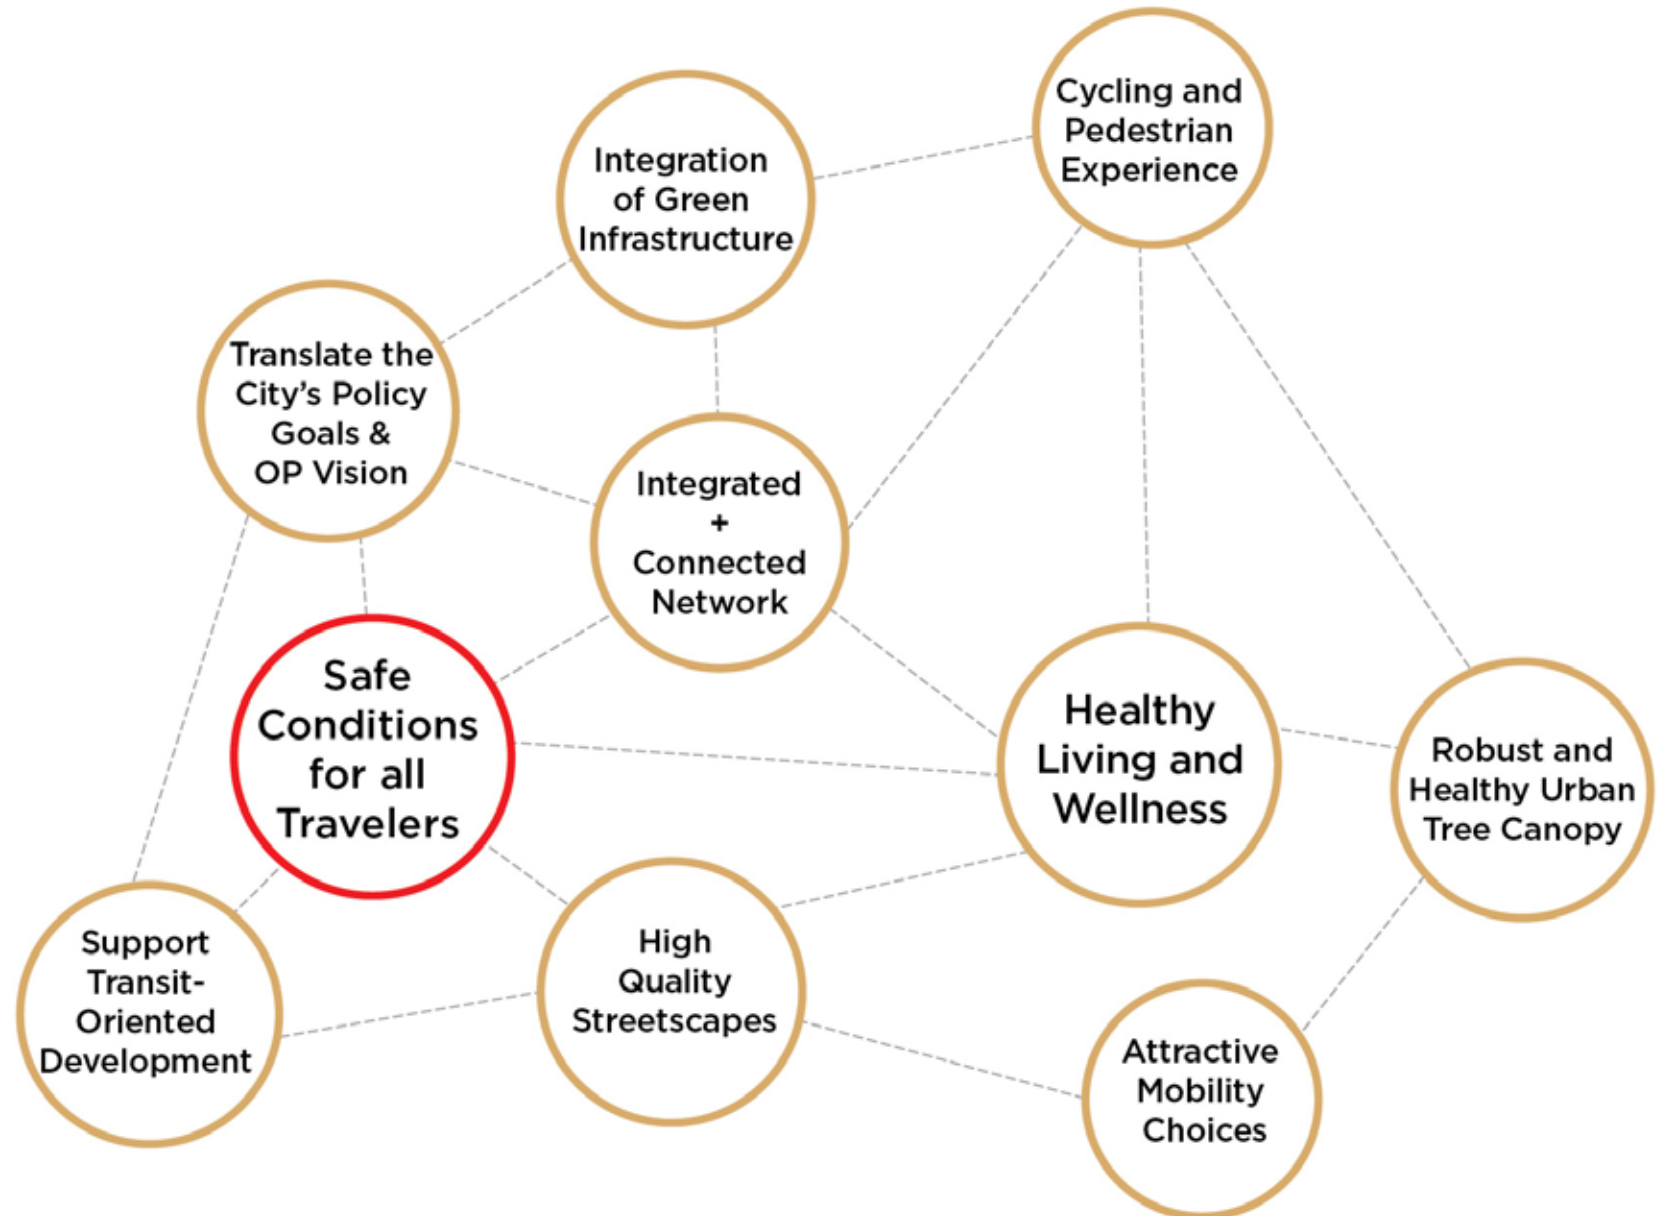 Cycling and
Pedestrian
Experience
Integration
of Green
Infrastructure
Translate the
City’s Policy
Goals &
OP Vision
Integrated
+
Connected
Network
Safe
Conditions
for all
Travelers
Healthy
Living and
Wellness
Robust and
Healthy Urban
Tree Canopy
Support
Transit-
Oriented
Development
High
Quality
Streetscapes
Attractive
Mobility
Choices